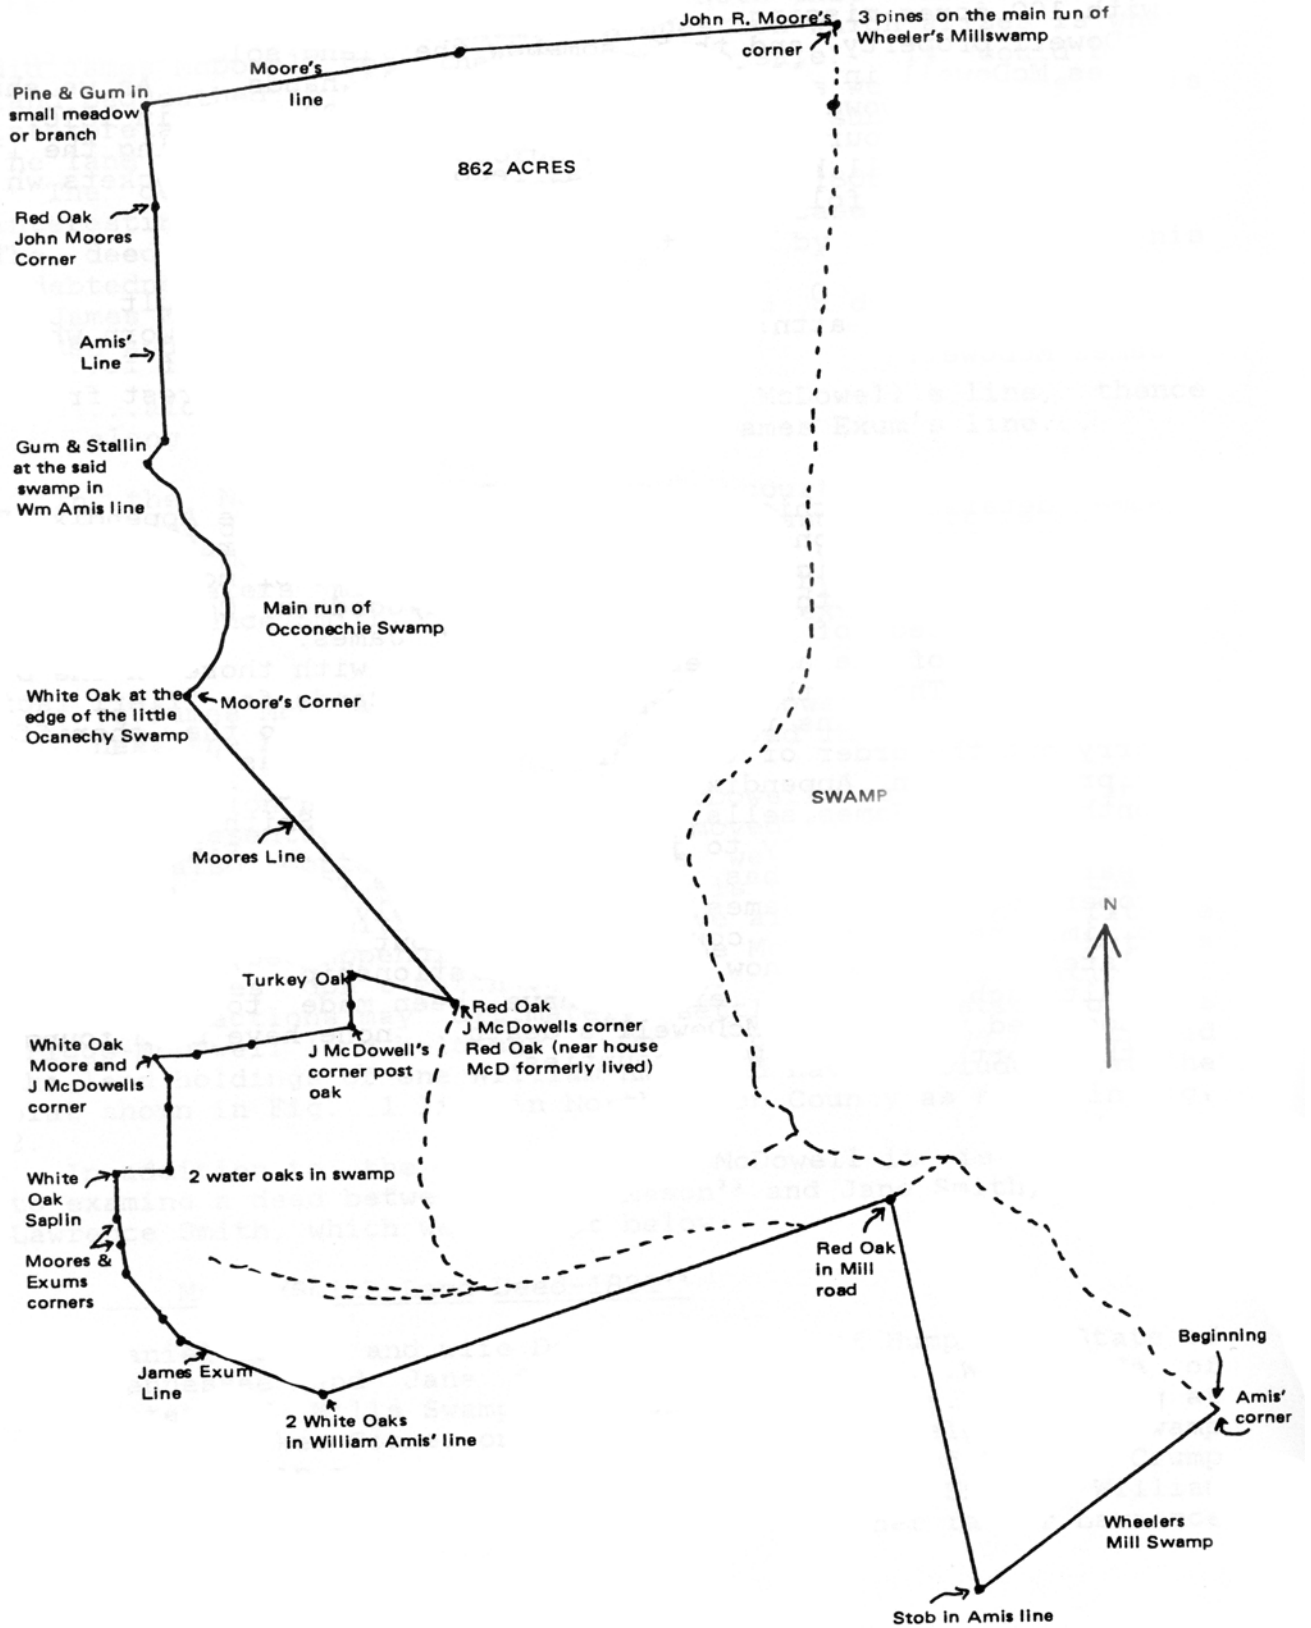 John R. Moore's
corner
3 pines on the main run of
Wheeler's Millswamp
Moore's
line
Pine & Gum in
small meadow
or branch
862 ACRES
Red Oak
John Moores
Corner
Amis'
Line
Gum & Stallin
at the said
swamp in
Wm Amis line
Main run of
Occonechie Swamp
White Oak at the
edge of the little
Ocanechy Swamp
Moore's Corner
SWAMP
Moores Line
N
Turkey Oak
Red Oak
J McDowells corner
Red Oak (near house
McD formerly lived)
White Oak
Moore and
J McDowells
corner
J McDowell's
corner post
oak
White
Oak
Saplin
2 water oaks in swamp
Moores &
Exums
corners
Red Oak
in Mill
road
Beginning
James Exum
Line
Amis'
corner
2 White Oaks
in William Amis' line
Wheelers
Mill Swamp
Stob in Amis line